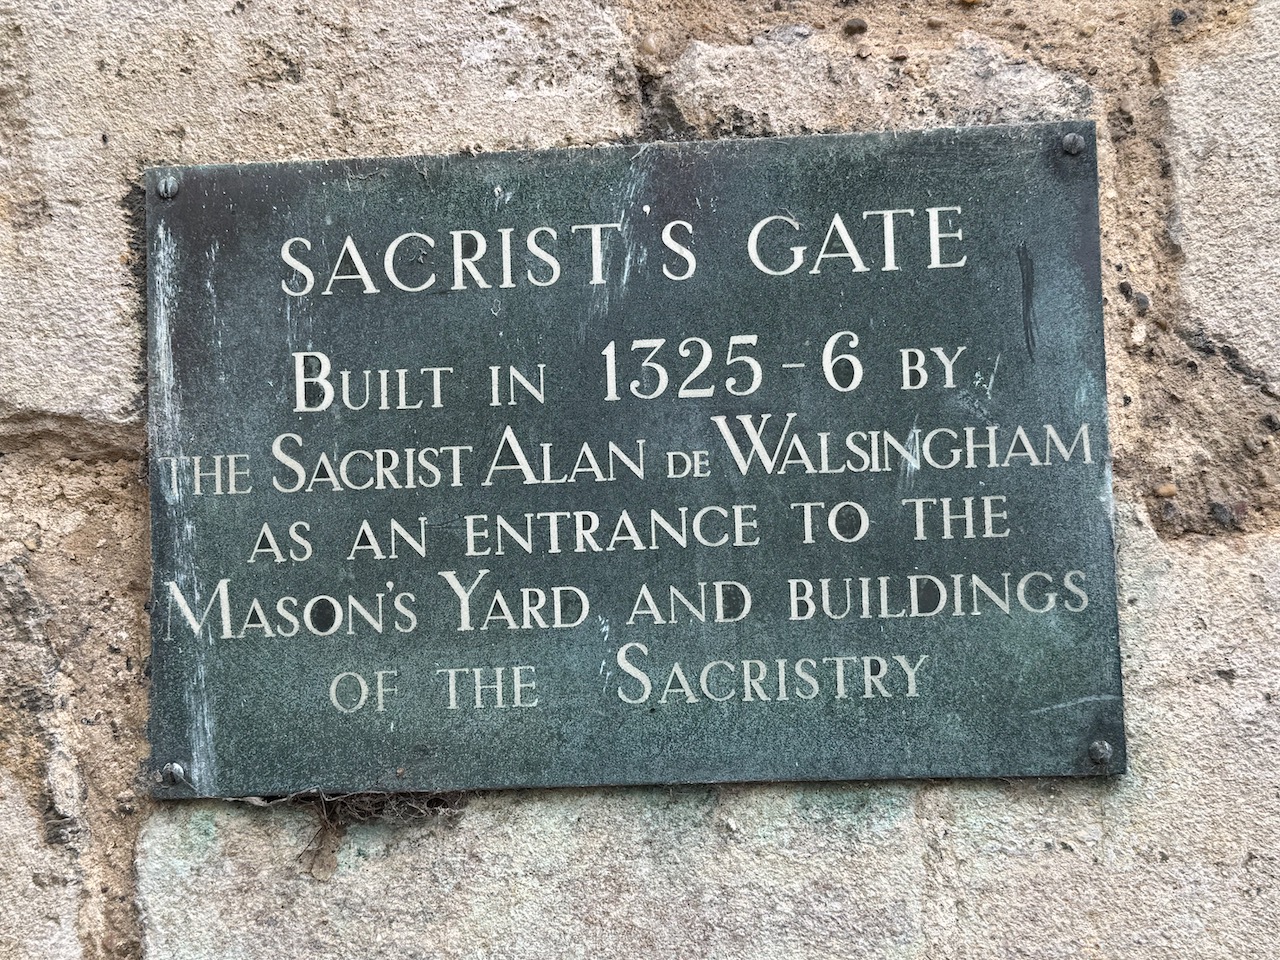 SACRIST'S GATE
BUILT IN 1325-6 BY
THE SACRIST ALAN DE WALSINGHAM
AS AN ENTRANCE TO THE
MASON'S YARD AND BUILDINGS
OF THE SACRISTRY